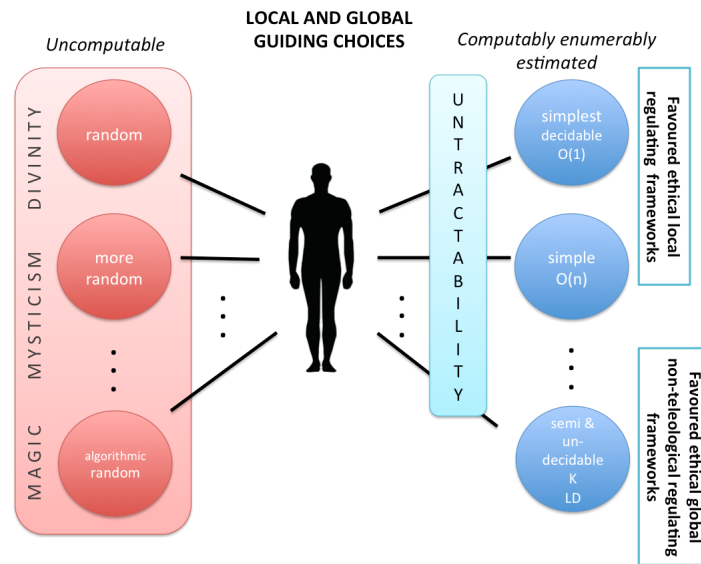 LOCAL AND GLOBAL
GUIDING CHOICES
Uncomputable
Computably enumerably
estimated
DIVINITY
MYSTICISM
MAGIC
random
more
random
algorithmic
random
UNTRACTABILITY
simplest
decidable
O(1)
simple
O(n)
semi &
un-
decidable
K
LD
Favoured ethical local
regulating frameworks
Favoured ethical global
non-teleological regulating
frameworks